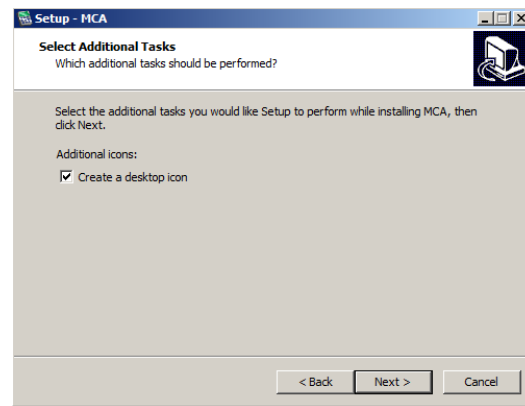 Setup - MCA
Select Additional Tasks
Which additional tasks should be performed?
Select the additional tasks you would like Setup to perform while installing MCA, then
click Next.
Additional icons:
Create a desktop icon
< Back
Next >
Cancel